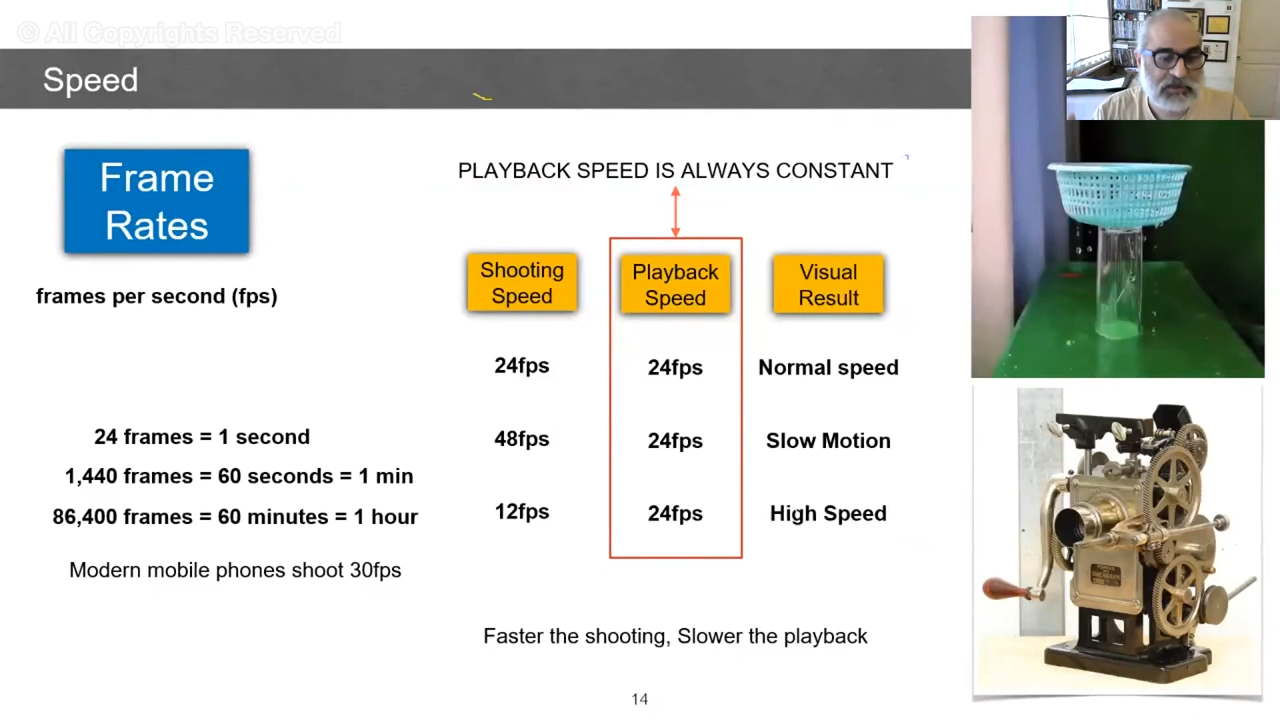 © All Copyrights Reserved
Speed
Frame
Rates
frames per second (fps)
24 frames = 1 second
1,440 frames = 60 seconds = 1 min
86,400 frames = 60 minutes = 1 hour
Modern mobile phones shoot 30fps
PLAYBACK SPEED IS ALWAYS CONSTANT
Shooting
Speed
Playback
Speed
Visual
Result
24fps 24fps Normal speed
48fps 24fps Slow Motion
12fps 24fps High Speed
Faster the shooting, Slower the playback
14